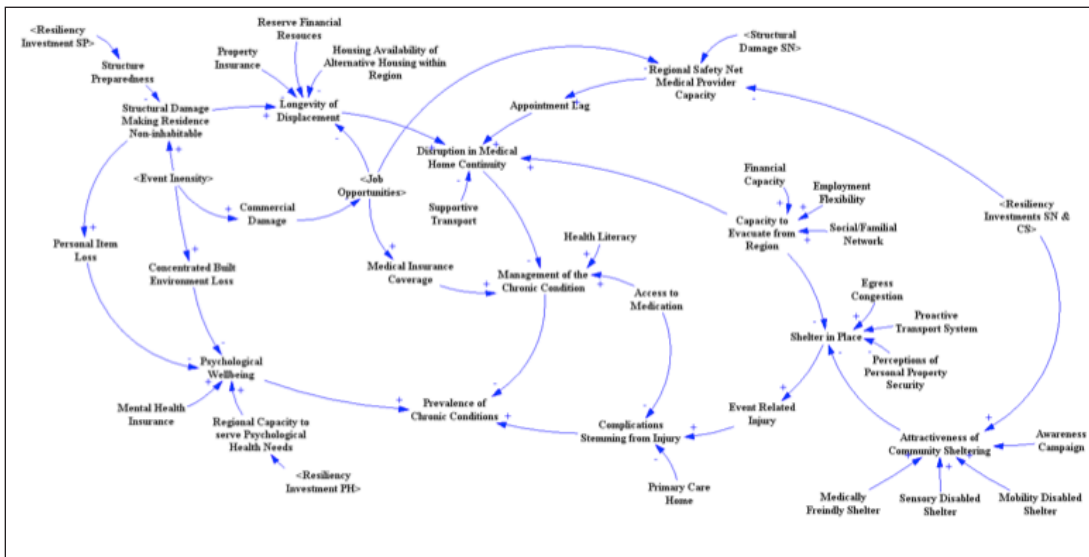 <Resiliency
Investment SP>
Structure
Preparedness
Structural Damage
Making Residence
Non-inhabitable
<Event Inensity>
Personal Item
Loss
Concentrated Built
Environment Loss
Commercial
Damage
Property
Insurance
Reserve Financial
Resouces
Housing Availability of
Alternative Housing within
Region
Longevity of
Displacement
<Job
Opportunities>
Medical Insurance
Coverage
Disruption in Medical
Home Continuity
Supportive
Transport
Appointment Lag
Regional Safety Net
Medical Provider
Capacity
<Structural
Damage SN>
Health Literacy
Management of the
Chronic Condition
Access to
Medication
Financial
Capacity
Employment
Flexibility
Social/Familial
Network
Capacity to
Evacuate from
Region
<Resiliency
Investments SN &
CS>
Egress
Congestion
Proactive
Transport System
Perceptions of
Personal Property
Security
Shelter in Place
Event Related
Injury
Psychological
Wellbeing
Mental Health
Insurance
Regional Capacity to
serve Psychological
Health Needs
<Resiliency
Investment PH>
Prevalence of
Chronic Conditions
Complications
Stemming from Injury
Primary Care
Home
Attractiveness of
Community Sheltering
Awareness
Campaign
Medically
Freindly Shelter
Sensory Disabled
Shelter
Mobility Disabled
Shelter